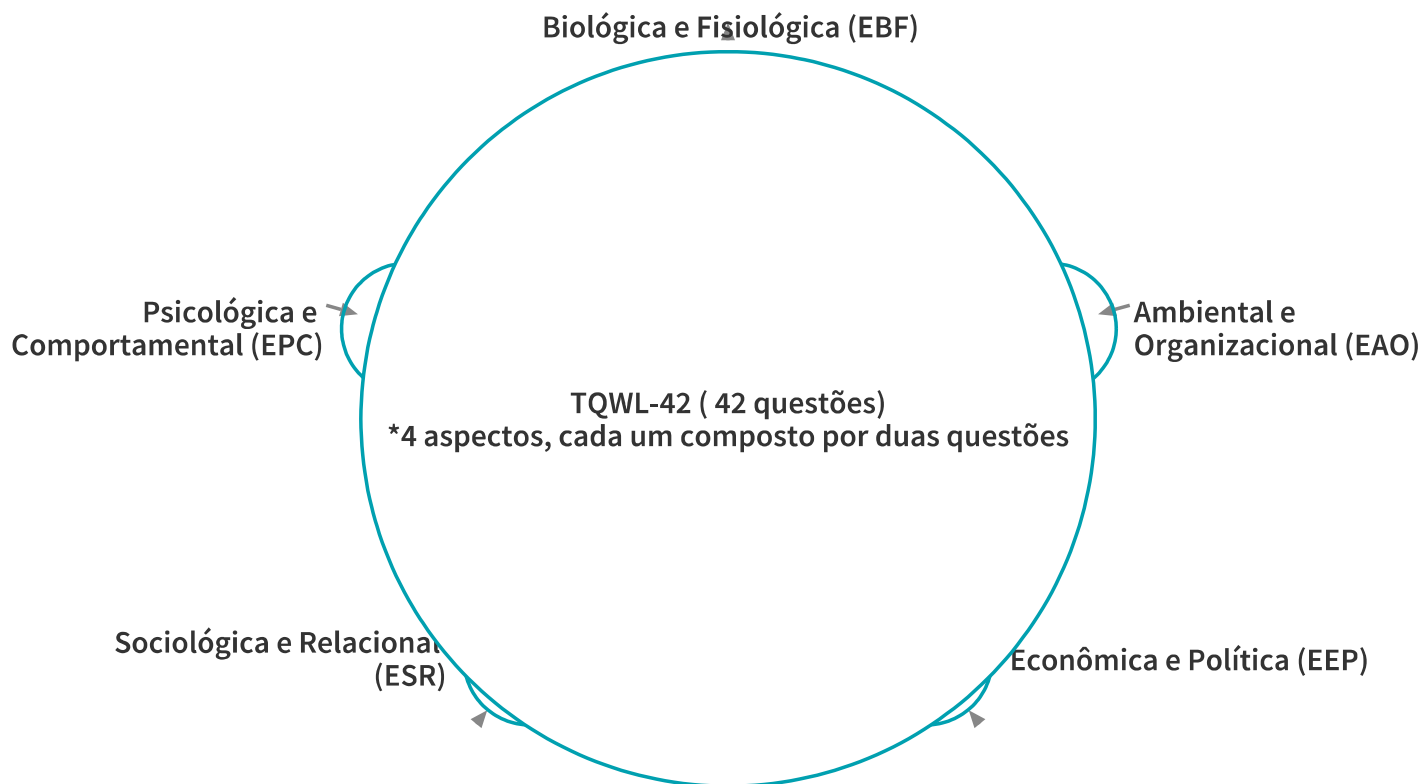 Biológica e Fisiológica (EBF)
Psicológica e
Comportamental (EPC)
Ambiental e
Organizacional (EAO)
TQWL-42 ( 42 questões)
*4 aspectos, cada um composto por duas questões
Sociológica e Relacional
(ESR)
Econômica e Política (EEP)